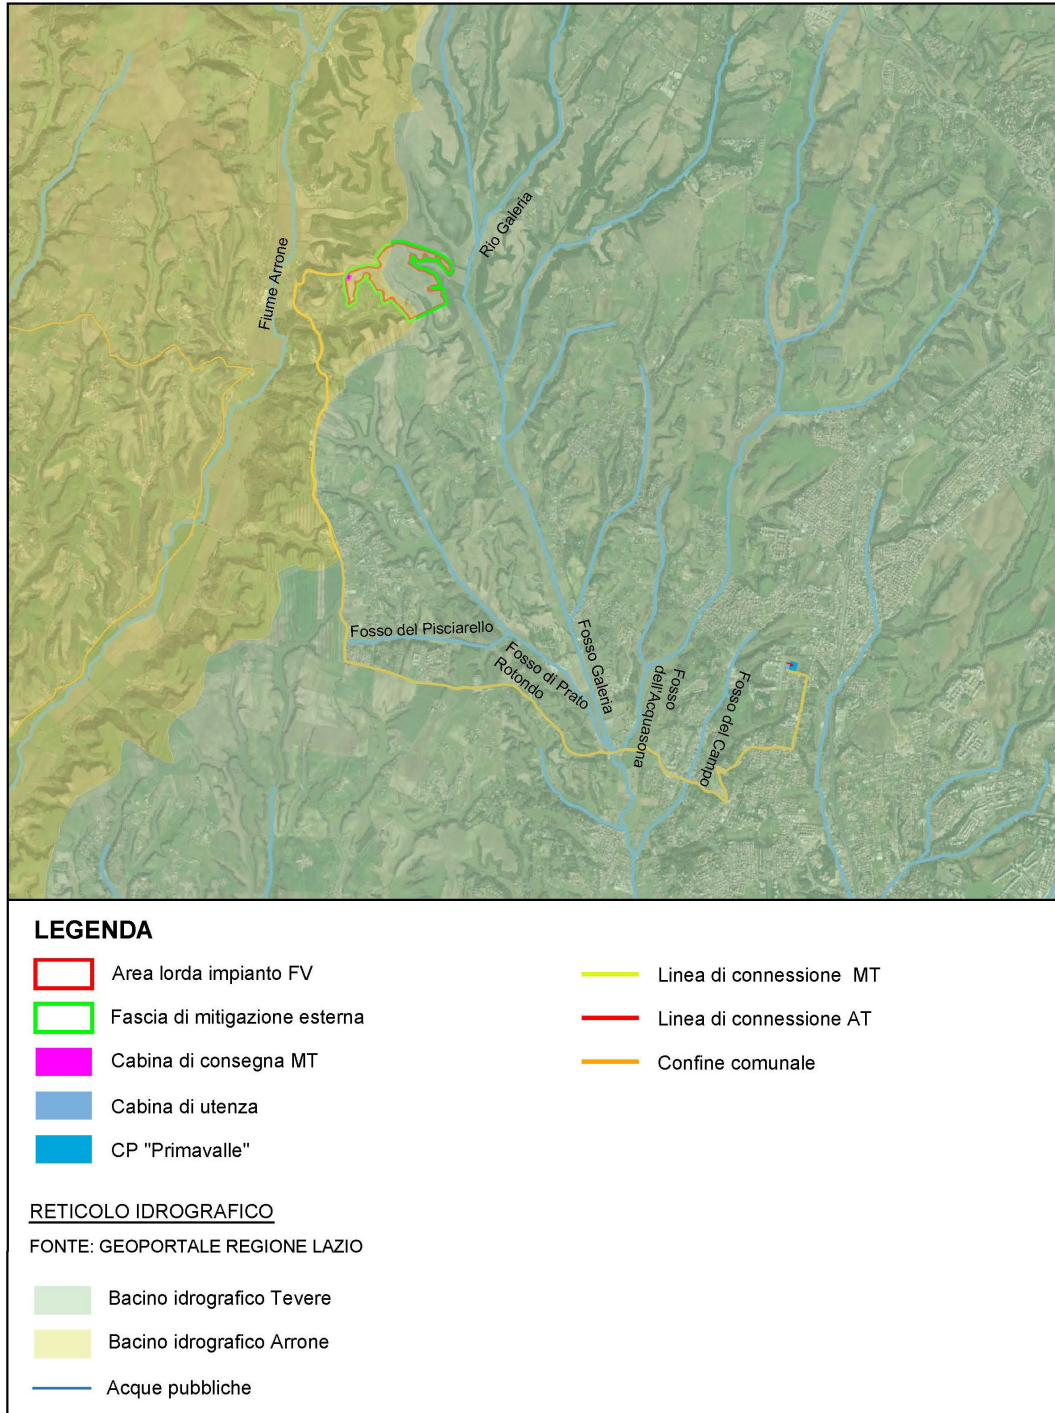 Rio Galeria
Fiume Arrone
Fosso del Pisciarello
Fosso di Prato
Rotondo
Fosso Galeria
Fosso
dell'Acquasona
Fosso del Campo
LEGENDA
Area lorda impianto FV
Fascia di mitigazione esterna
Cabina di consegna MT
Cabina di utenza
CP "Primavalle"
Linea di connessione MT
Linea di connessione AT
Confine comunale
RETICOLO IDROGRAFICO
FONTE: GEOPORTALE REGIONE LAZIO
Bacino idrografico Tevere
Bacino idrografico Arrone
Acque pubbliche